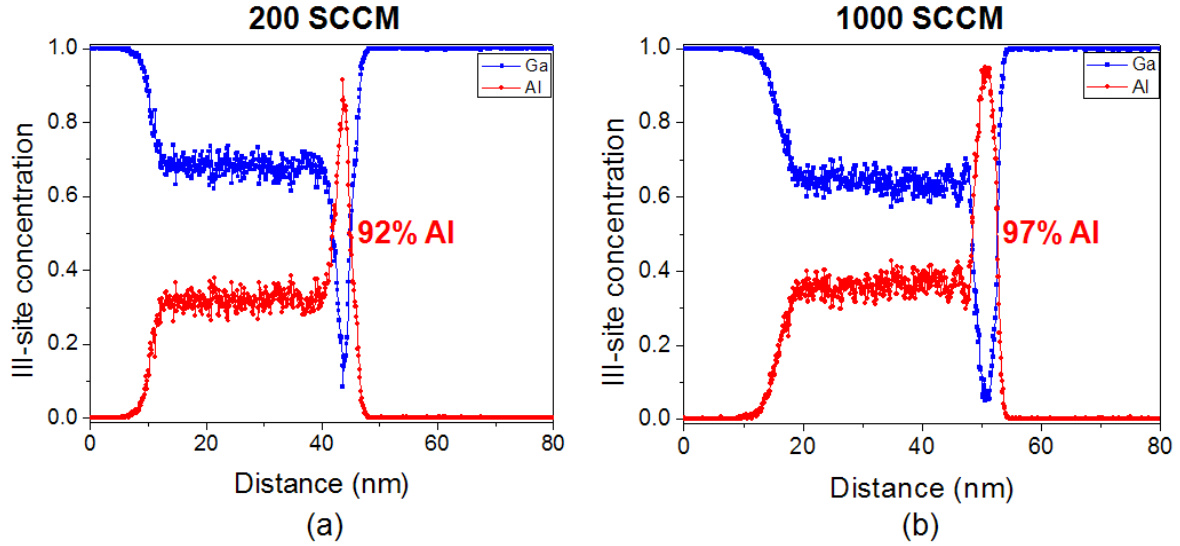 200 SCCM
1.0
0.8
0.6
0.4
0.2
0.0
III-site concentration
Ga
Al
92% Al
0
20
40
60
80
Distance (nm)
(a)
1000 SCCM
1.0
0.8
0.6
0.4
0.2
0.0
III-site concentration
Ga
Al
97% Al
0
20
40
60
80
Distance (nm)
(b)